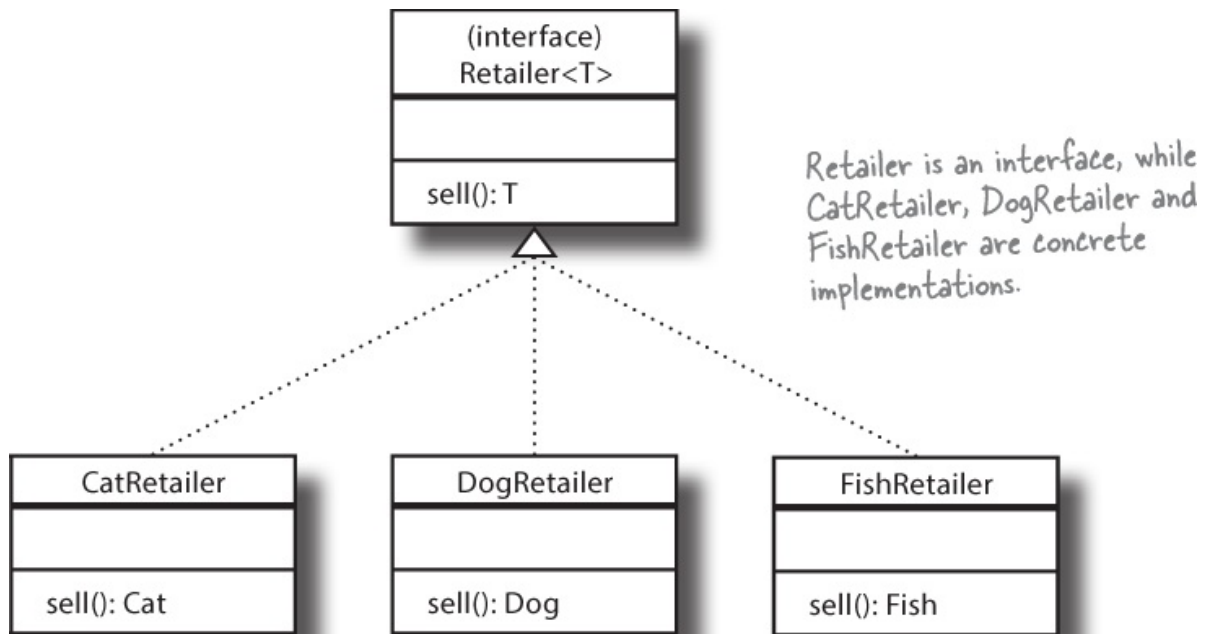 (interface)
Retailer<T>
sell(): T
Retailer is an interface, while
CatRetailer, DogRetailer and
FishRetailer are concrete
implementations.
CatRetailer
sell(): Cat
DogRetailer
sell(): Dog
FishRetailer
sell(): Fish